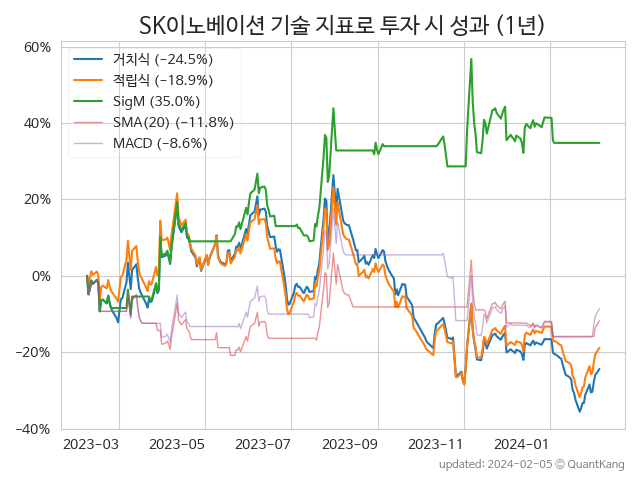 SK이노베이션 기술 지표로 투자 시 성과 (1년)
60%
40%
20%
0%
−20%
−40%
거치식 (−24.5%)
적립식 (−18.9%)
SigM (35.0%)
SMA(20) (−11.8%)
MACD (−8.6%)
2023-03 2023-05 2023-07 2023-09 2023-11 2024-01
updated: 2024-02-05 © QuantKang